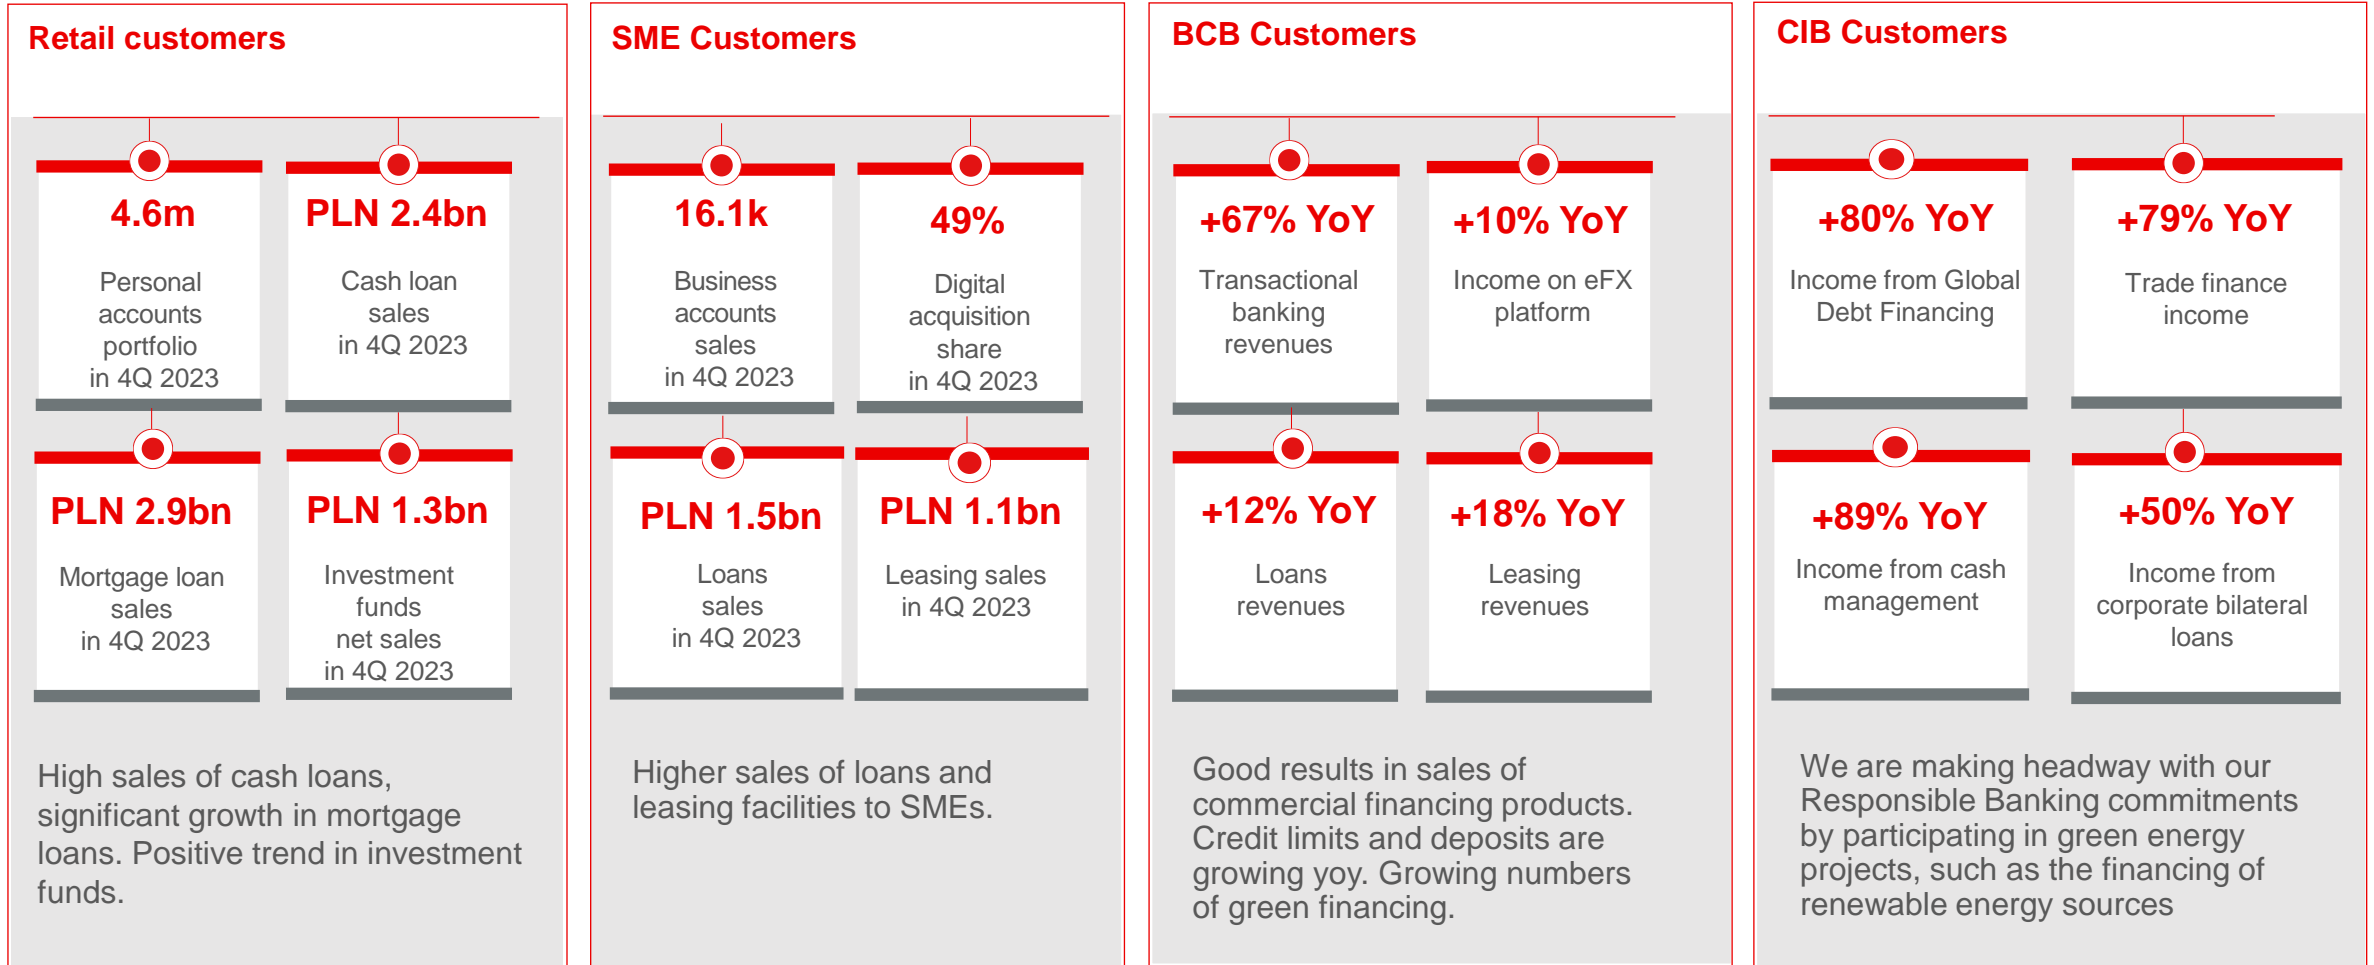 Retail customers
4.6m
Personal
accounts
portfolio
in 4Q 2023
PLN 2.4bn
Cash loan
sales
in 4Q 2023
PLN 2.9bn
Mortgage loan
sales
in 4Q 2023
PLN 1.3bn
Investment
funds
net sales
in 4Q 2023
High sales of cash loans,
significant growth in mortgage
loans. Positive trend in investment
funds.
SME Customers
16.1k
Business
accounts
sales
in 4Q 2023
49%
Digital
acquisition
share
in 4Q 2023
PLN 1.5bn
Loans
sales
in 4Q 2023
PLN 1.1bn
Leasing sales
in 4Q 2023
Higher sales of loans and
leasing facilities to SMEs.
BCB Customers
+67% YoY
Transactional
banking
revenues
+10% YoY
Income on eFX
platform
+12% YoY
Loans
revenues
+18% YoY
Leasing
revenues
Good results in sales of
commercial financing products.
Credit limits and deposits are
growing yoy. Growing numbers
of green financing.
CIB Customers
+80% YoY
Income from Global
Debt Financing
+79% YoY
Trade finance
income
+89% YoY
Income from cash
management
+50% YoY
Income from
corporate bilateral
loans
We are making headway with our
Responsible Banking commitments
by participating in green energy
projects, such as the financing of
renewable energy sources